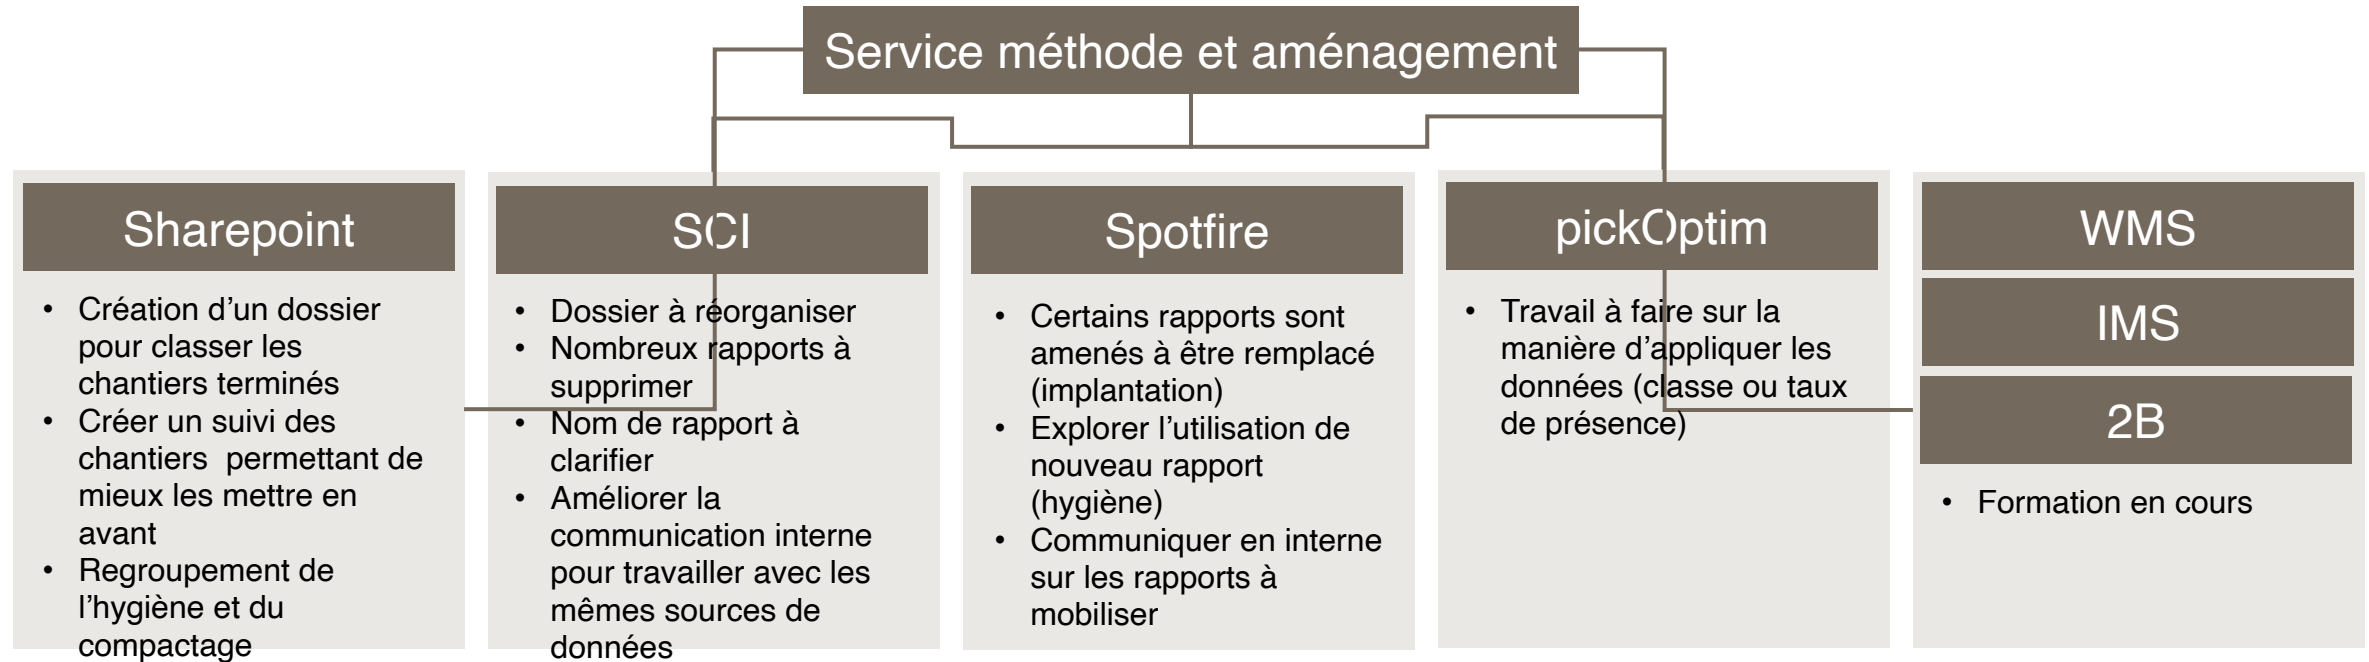 Service méthode et aménagement
Sharepoint
• Création d’un dossier
pour classer les
chantiers terminés
• Créer un suivi des
chantiers  permettant de
mieux les mettre en
avant
• Regroupement de
l’hygiène et du
compactage
SCI
• Dossier à réorganiser
• Nombreux rapports à
supprimer
• Nom de rapport à
clarifier
• Améliorer la
communication interne
pour travailler avec les
mêmes sources de
données
Spotfire
• Certains rapports sont
amenés à être remplacé
(implantation)
• Explorer l’utilisation de
nouveau rapport
(hygiène)
• Communiquer en interne
sur les rapports à
mobiliser
pickOptim
• Travail à faire sur la
manière d’appliquer les
données (classe ou taux
de présence)
WMS
IMS
2B
• Formation en cours